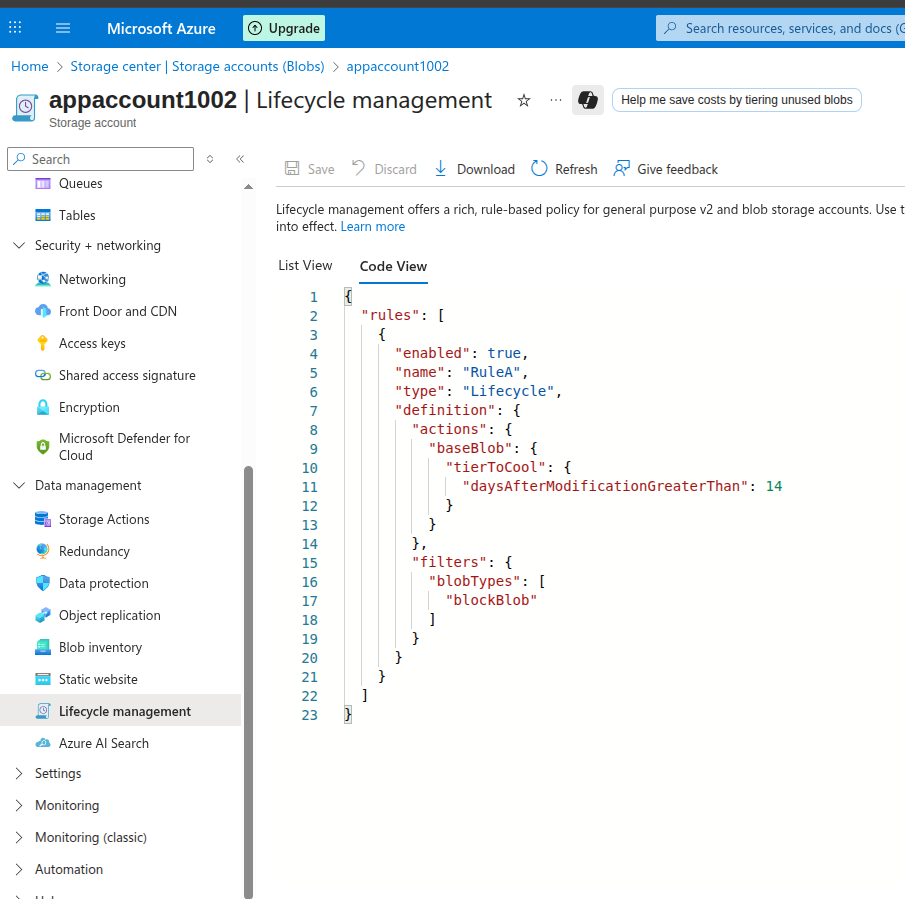 Microsoft Azure
Upgrade
Search resources, services, and docs (G
Home > Storage center | Storage accounts (Blobs) > appaccount1002
appaccount1002 | Lifecycle management
Help me save costs by tiering unused blobs
Storage account
Search
Queues
Tables
Security + networking
Networking
Front Door and CDN
Access keys
Shared access signature
Encryption
Microsoft Defender for
Cloud
Data management
Storage Actions
Redundancy
Data protection
Object replication
Blob inventory
Static website
Lifecycle management
Azure AI Search
Settings
Monitoring
Monitoring (classic)
Automation
Save Discard Download Refresh Give feedback
Lifecycle management offers a rich, rule-based policy for general purpose v2 and blob storage accounts. Use t
into effect. Learn more
List View Code View
1 {
2 "rules": [
3 {
4 "enabled": true,
5 "name": "RuleA",
6 "type": "Lifecycle",
7 "definition": {
8 "actions": {
9 "baseBlob": {
10 "tierToCool": {
11 "daysAfterModificationGreaterThan": 14
12 }
13 }
14 },
15 "filters": {
16 "blobTypes": [
17 "blockBlob"
18 ]
19 }
20 }
21 }
22 ]
23 }